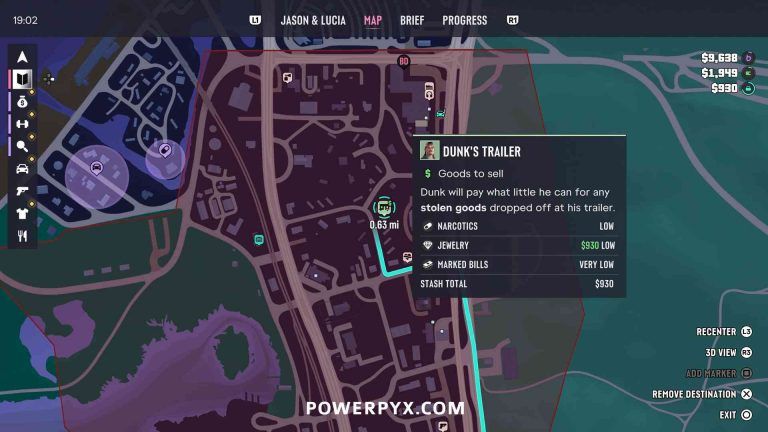 19:02
L1 JASON & LUCIA MAP BRIEF PROGRESS R1
$9,638
$1,949
$930
BD
DUNK'S TRAILER
$ Goods to sell
Dunk will pay what little he can for any
stolen goods dropped off at his trailer.
NARCOTICS LOW
JEWELRY $930 LOW
MARKED BILLS VERY LOW
STASH TOTAL $930
0.63 mi
RECENTER L3
3D VIEW R3
ADD MARKER
REMOVE DESTINATION
EXIT
POWERPYX.COM